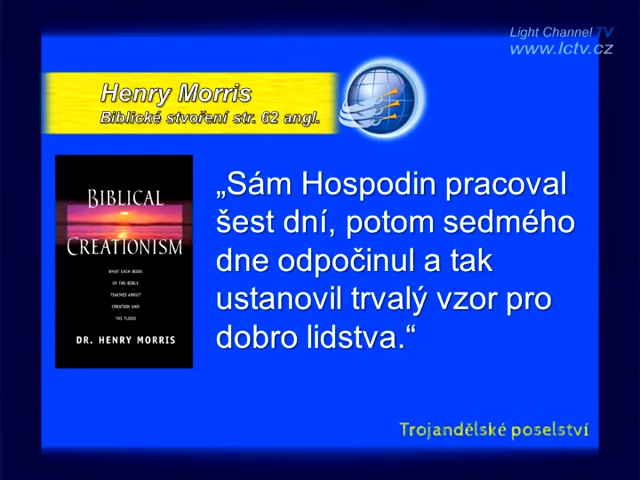 Light Channel TV
www.lctv.cz
Henry Morris
Biblické stvoření str. 62 angl.
BIBLICAL
CREATIONISM
WHAT EACH BOOK
OF THE BIBLE
TEACHES ABOUT
CREATION AND
THE FLOOD
DR. HENRY MORRIS
„Sám Hospodin pracoval
šest dní, potom sedmého
dne odpočinul a tak
ustanovil trvalý vzor pro
dobro lidstva.“
Trojandělské poselství